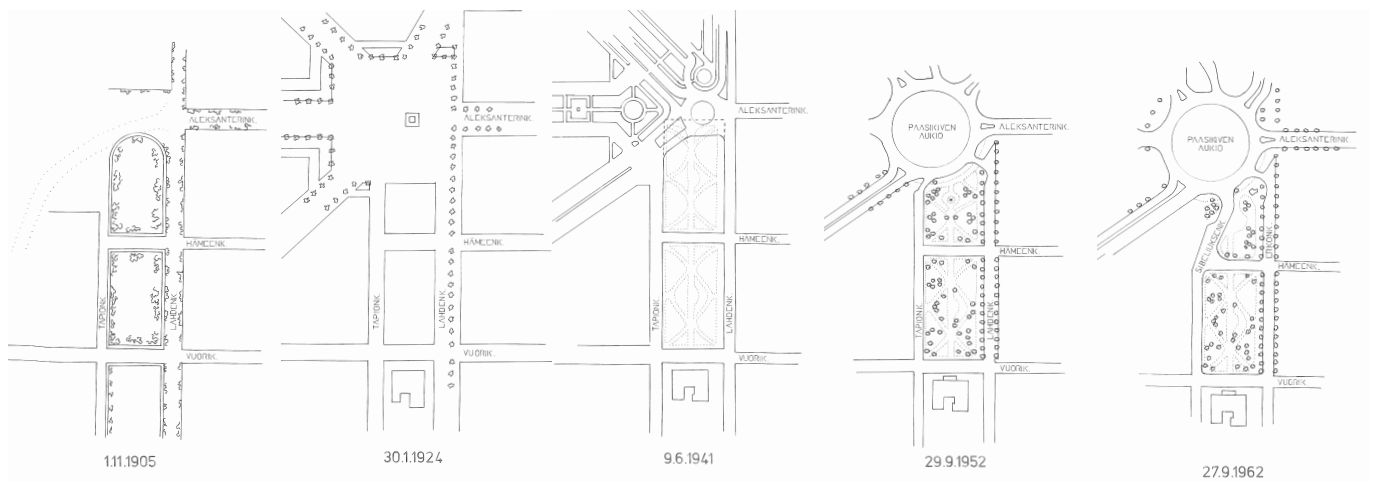 ALEKSANTERINK.
HÄMEENK.
TAPIONK.
LAHDENK.
VUORIK.
1.11.1905
ALEKSANTERINK.
HÄMEENK.
TAPIONK.
LAHDENK.
VUORIK.
30.1.1924
ALEKSANTERINK.
HÄMEENK.
TAPIONK.
LAHDENK.
VUORIK.
9.6.1941
PAASIKIVEN
AUKIO
ALEKSANTERINK.
HÄMEENK.
TAPIONK.
LAHDENK.
VUORIK.
29.9.1952
PAASIKIVEN
AUKIO
ALEKSANTERINK.
SIBELIUKSENK.
ERKONK.
HÄMEENK.
VUORIK.
27.9.1962